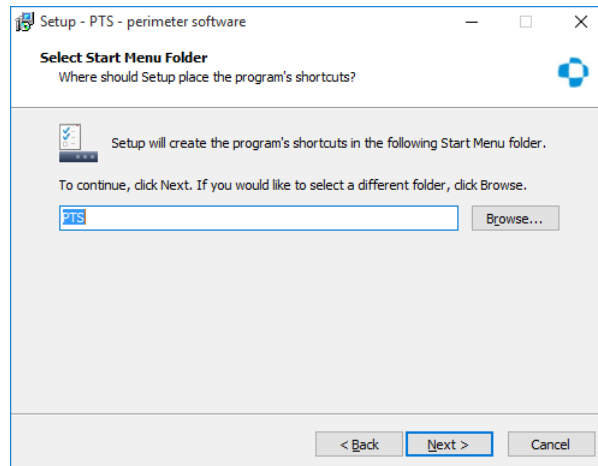 Setup - PTS - perimeter software
Select Start Menu Folder
Where should Setup place the program's shortcuts?
Setup will create the program's shortcuts in the following Start Menu folder.
To continue, click Next. If you would like to select a different folder, click Browse.
PTS
Browse...
< Back
Next >
Cancel